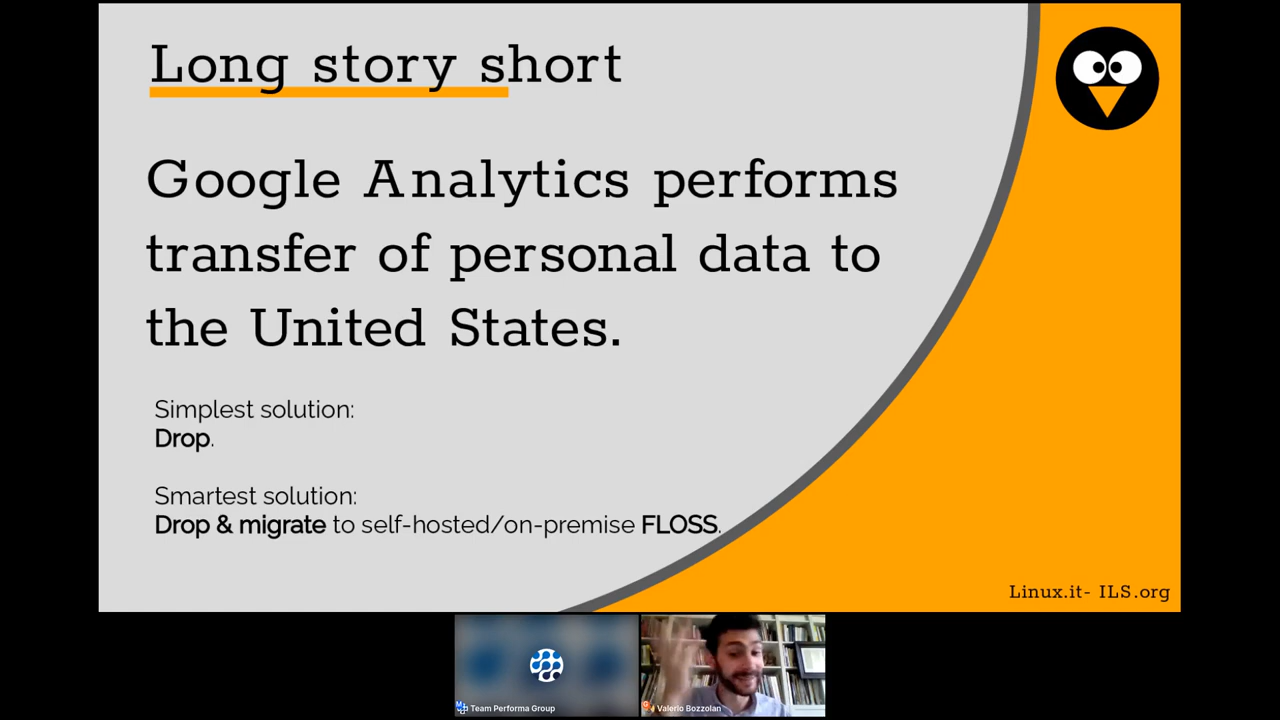 Long story short
Google Analytics performs
transfer of personal data to
the United States.
Simplest solution:
Drop.
Smartest solution:
Drop & migrate to self-hosted/on-premise FLOSS.
Linux.it- ILS.org
Team Performa Group
Valerio Bozzolan